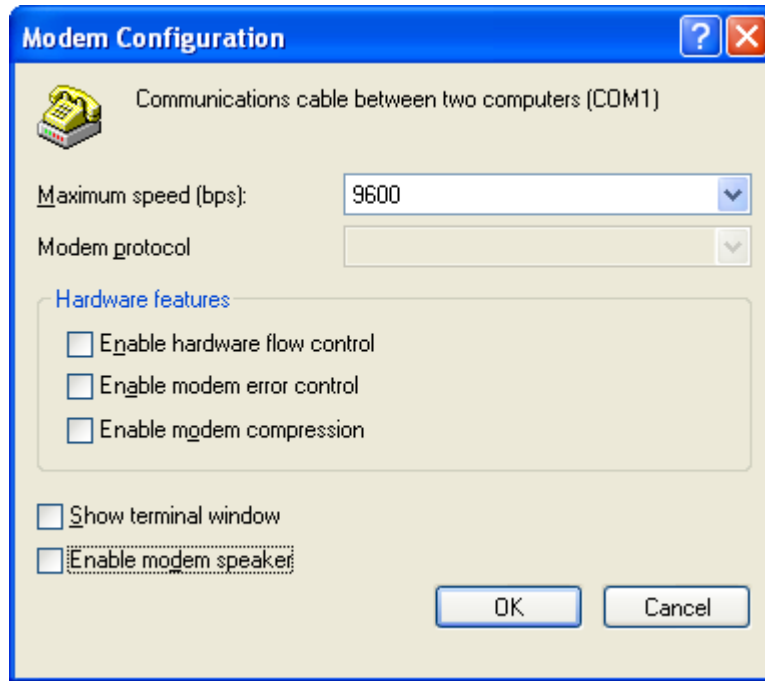 Modem Configuration
Communications cable between two computers (COM1)
Maximum speed (bps): 9600
Modem protocol
Hardware features
Enable hardware flow control
Enable modem error control
Enable modem compression
Show terminal window
Enable modem speaker
OK Cancel